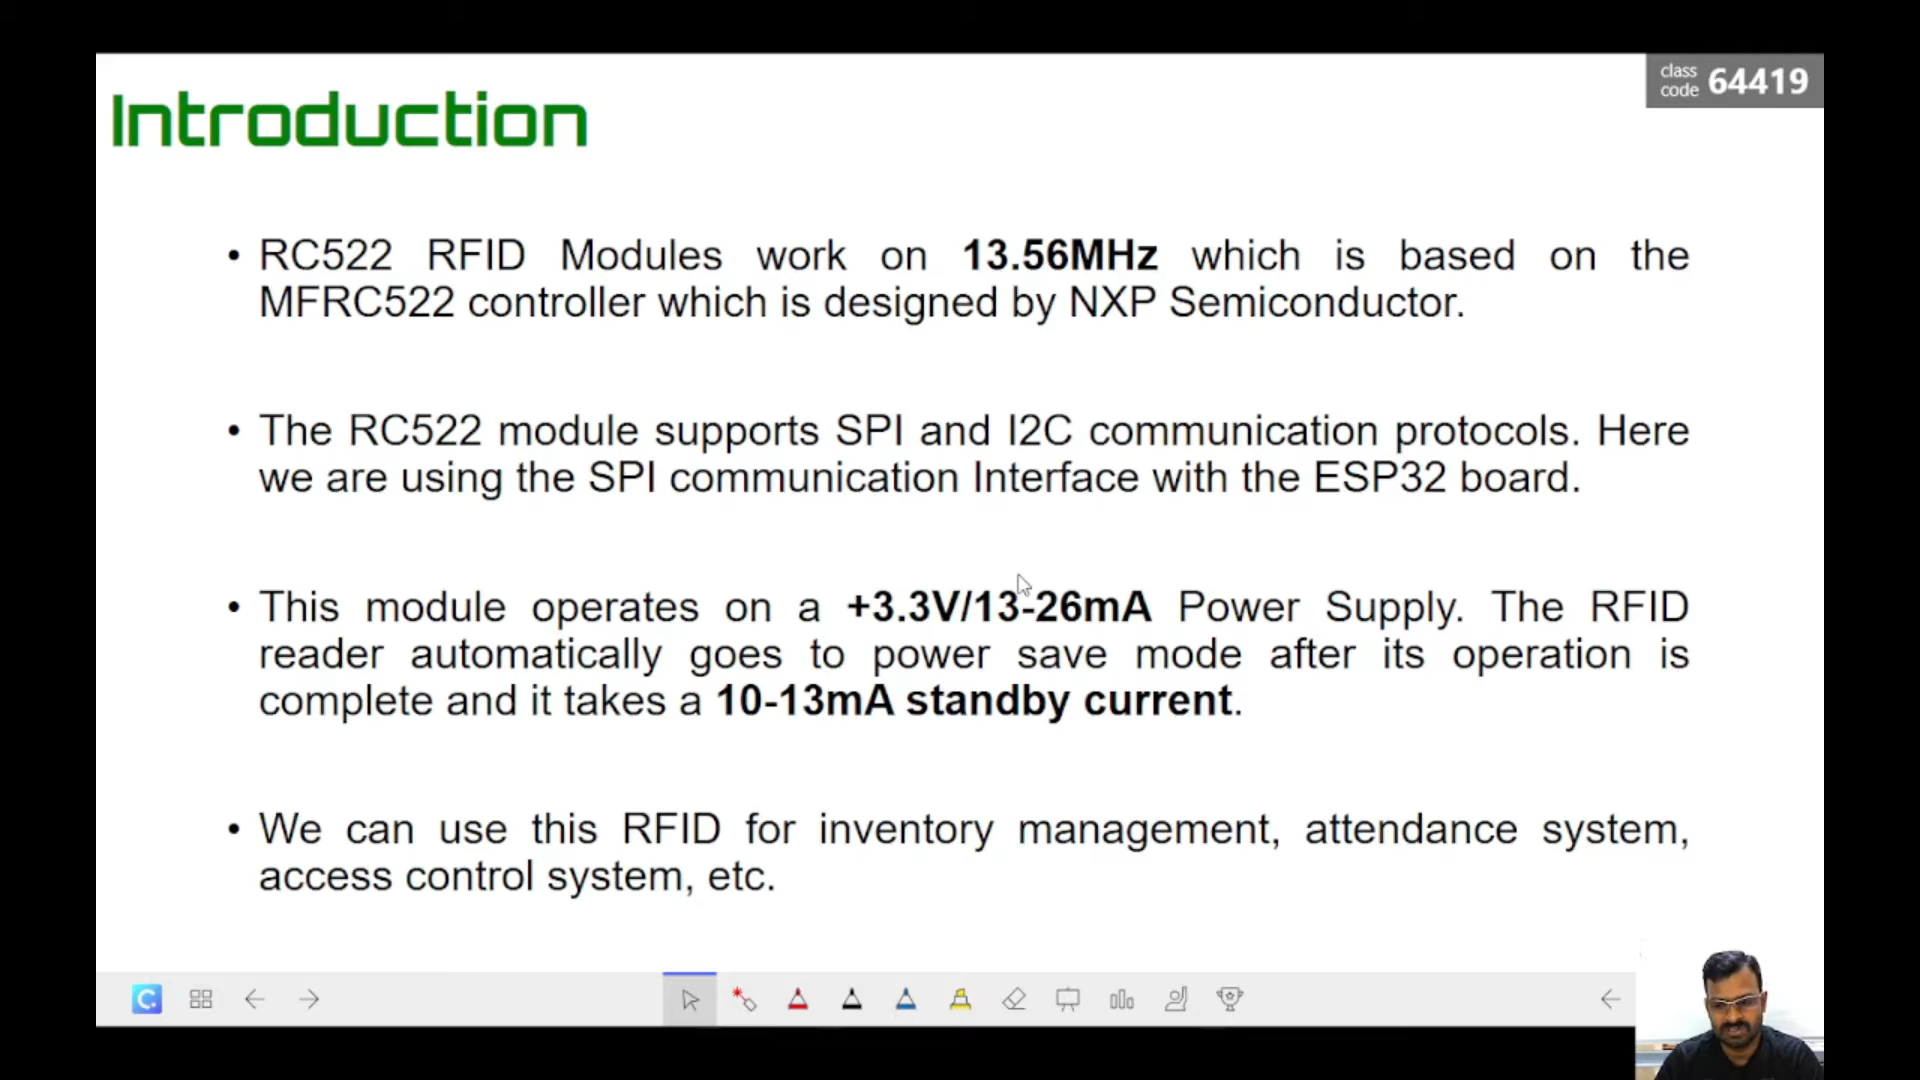 Introduction
class
code 64419
• RC522 RFID Modules work on 13.56MHz which is based on the
MFRC522 controller which is designed by NXP Semiconductor.
• The RC522 module supports SPI and I2C communication protocols. Here
we are using the SPI communication Interface with the ESP32 board.
• This module operates on a +3.3V/13-26mA Power Supply. The RFID
reader automatically goes to power save mode after its operation is
complete and it takes a 10-13mA standby current.
• We can use this RFID for inventory management, attendance system,
access control system, etc.